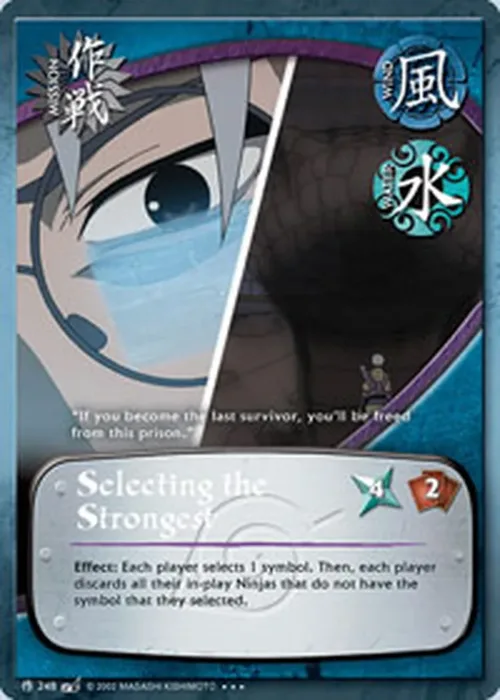 MISSION
作戦
WIND
風
WATER
水
"If you become the last survivor, you'll be freed
from this prison."
Selecting the
Strongest
4
2
Effect: Each player selects 1 symbol. Then, each player
discards all their in-play Ninjas that do not have the
symbol that they selected.
248
© 2002 MASASHI KISHIMOTO